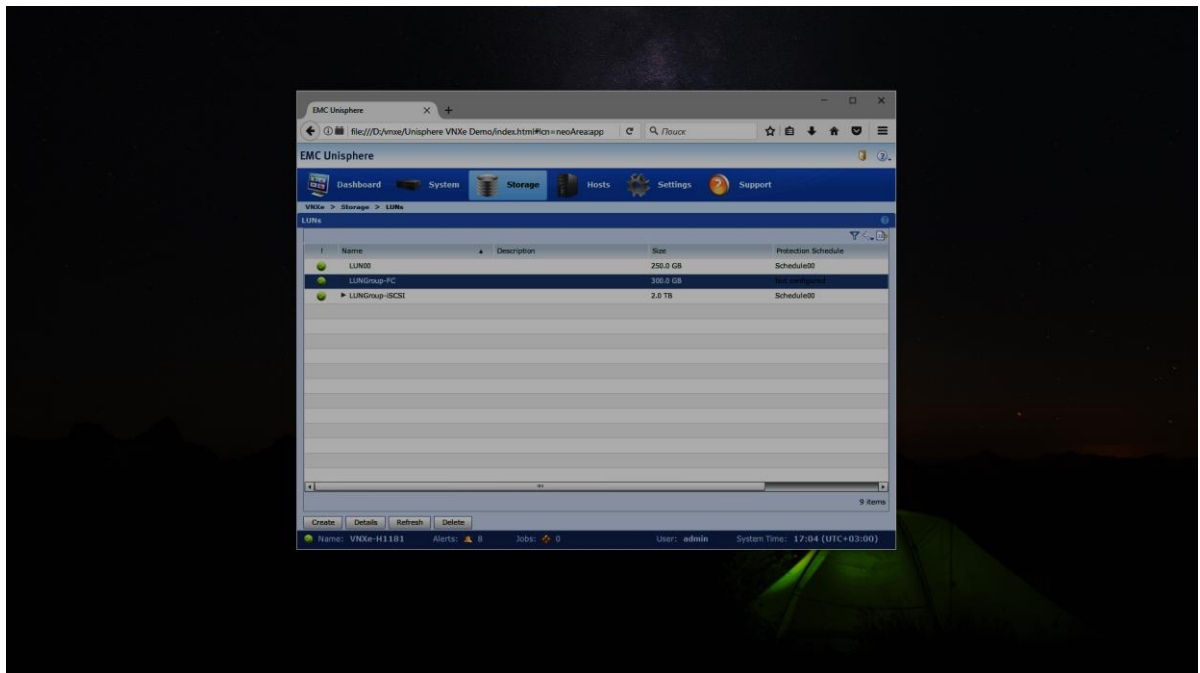 EMC Unisphere
file:///D:/vnxe/Unisphere VNXe Demo/index.html#icn=neoArea:app
Поиск
EMC Unisphere
Dashboard System Storage Hosts Settings Support
VNXe > Storage > LUNs
LUNs
! Name Description Size Protection Schedule
LUN00 250.0 GB Schedule00
LUNGroup-FC 300.0 GB Not configured
LUNGroup-iSCSI 2.0 TB Schedule00
9 items
Create Details Refresh Delete
Name: VNXe-H1181 Alerts: 8 Jobs: 0 User: admin System Time: 17:04 (UTC+03:00)